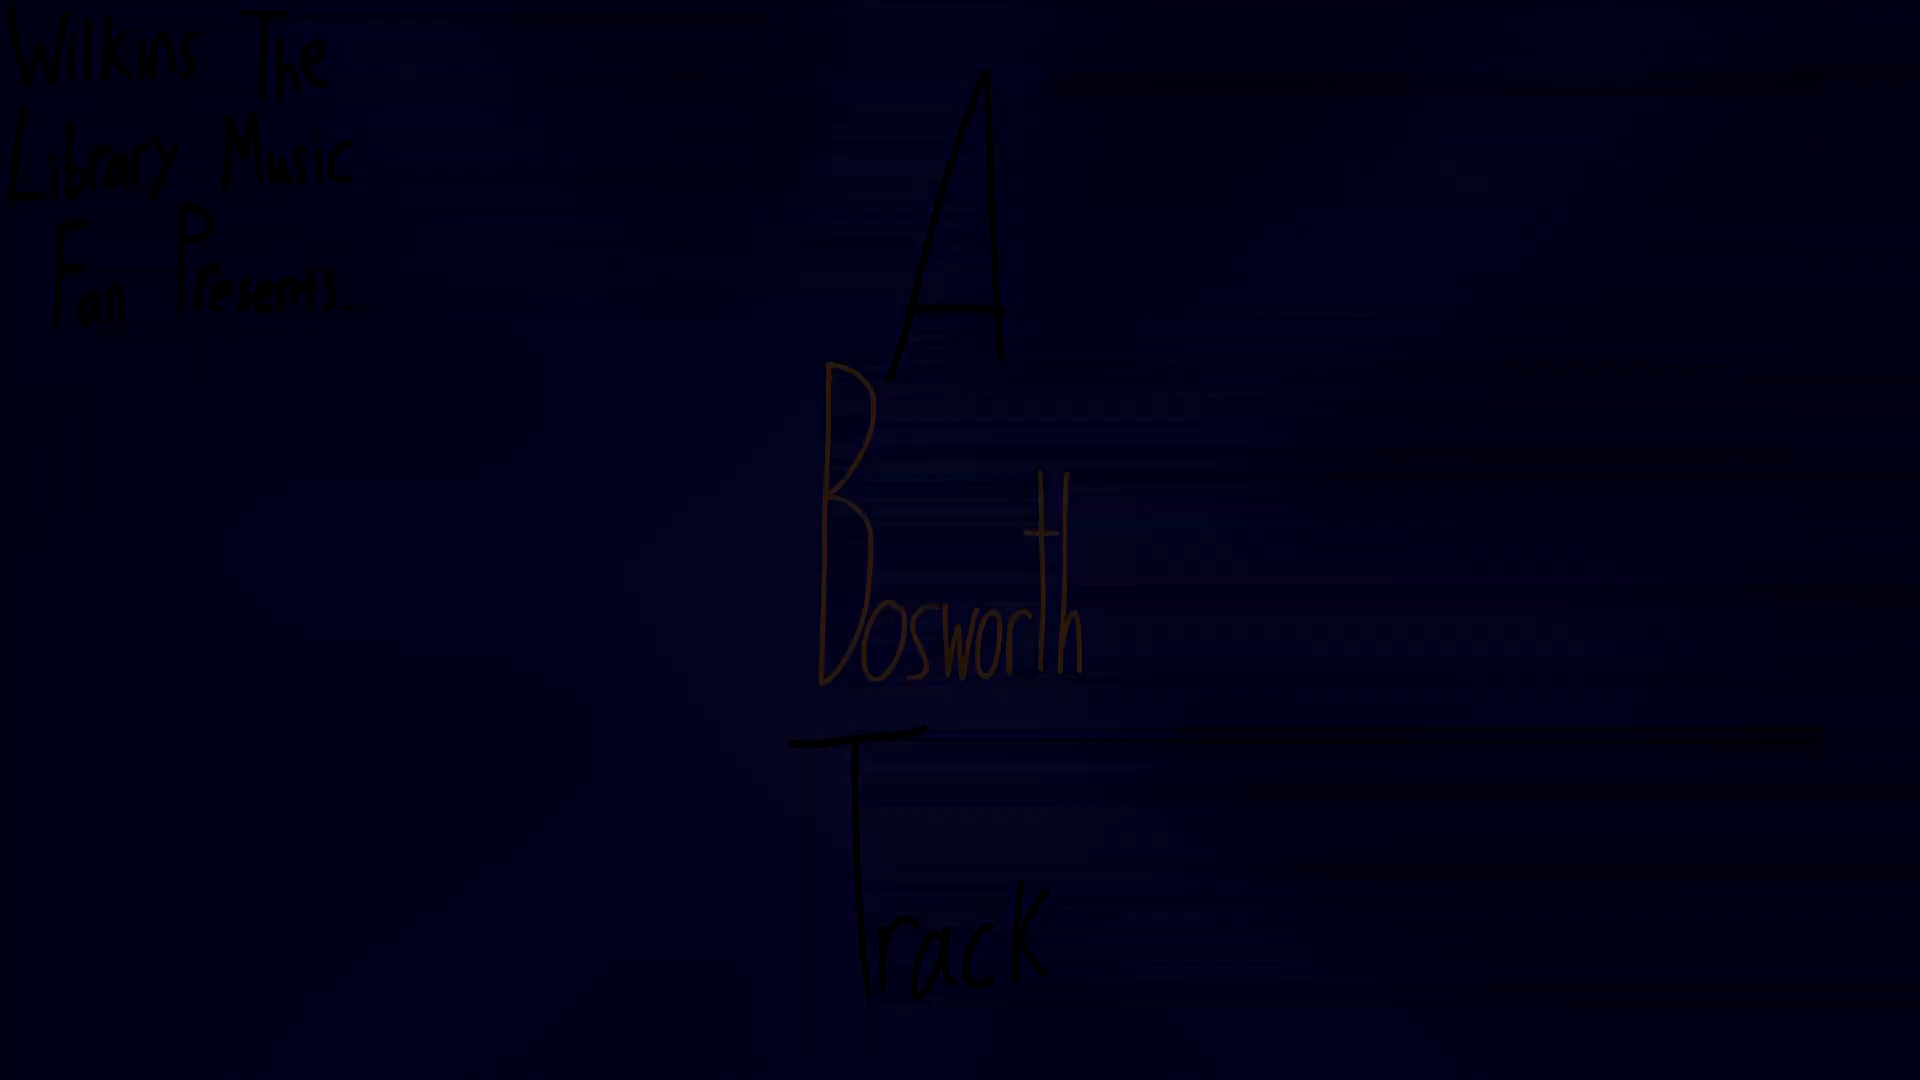 Wilkins The
Library Music
Fan Presents...
A
Bosworth
Track